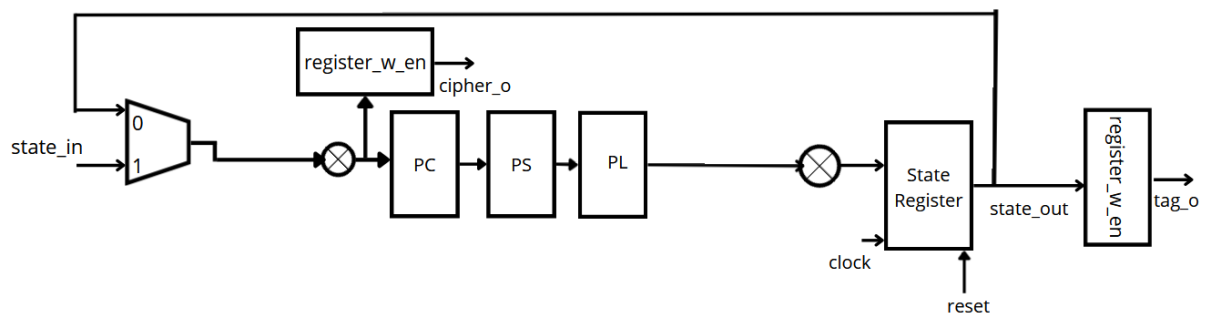 register_w_en
cipher_o
state_in
0
1
PC
PS
PL
State
Register
state_out
register_w_en
tag_o
clock
reset